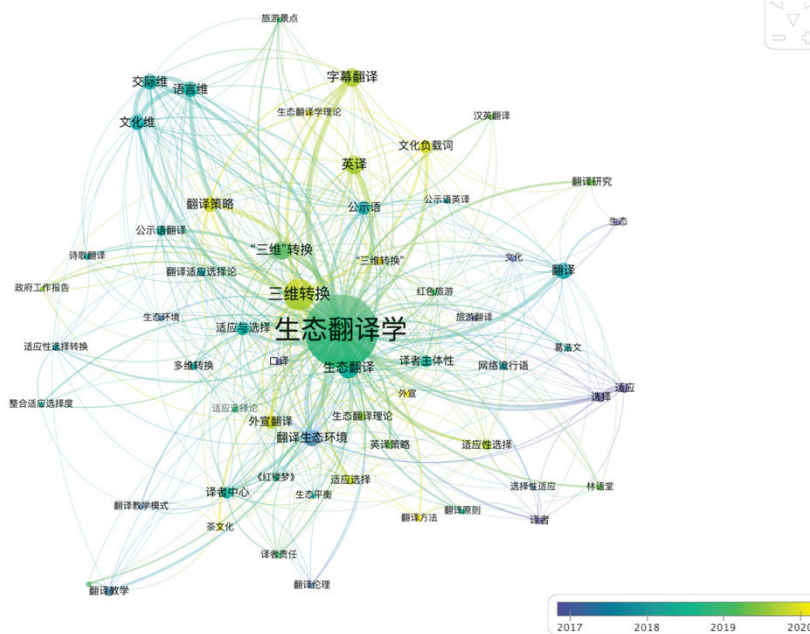 旅游景点
交际维
语言维
字幕翻译
文化维
生态翻译学理论
汉英翻译
文化负载词
英译
翻译研究
翻译策略
公示语
公示语英译
生态
公示语翻译
“三维”转换
诗歌翻译
“三维转换”
文化
翻译适应选择论
翻译
政府工作报告
三维转换
红色旅游
生态环境
适应与选择
生态翻译学
旅游翻译
适应性选择转换
葛浩文
多维转换
口译
生态翻译
译者主体性
网络流行语
适应
选择
整合适应选择度
适应选择论
外宣
外宣翻译
生态翻译理论
翻译生态环境
英译策略
适应性选择
译者中心
《红楼梦》
适应选择
选择性适应
林语堂
生态平衡
翻译教学模式
翻译原则
茶文化
翻译方法
译者
译者责任
翻译教学
翻译伦理
2017 2018 2019 2020